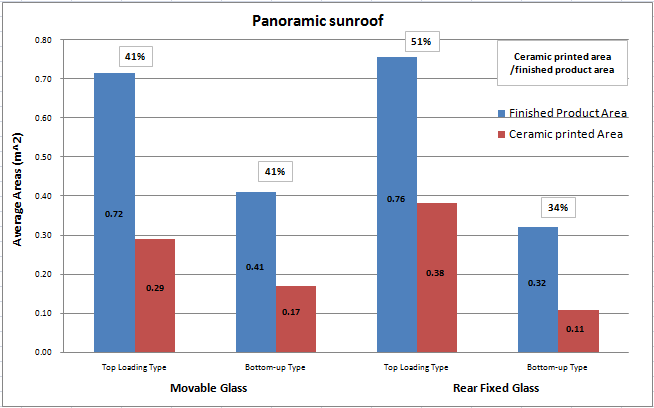 Panoramic sunroof
0.80
0.70
0.60
0.50
0.40
0.30
0.20
0.10
0.00
Average Areas (m^2)
41%
41%
51%
34%
Ceramic printed area
/finished product area
Finished Product Area
Ceramic printed Area
0.72
0.29
0.41
0.17
0.76
0.38
0.32
0.11
Top Loading Type
Bottom-up Type
Top Loading Type
Bottom-up Type
Movable Glass
Rear Fixed Glass